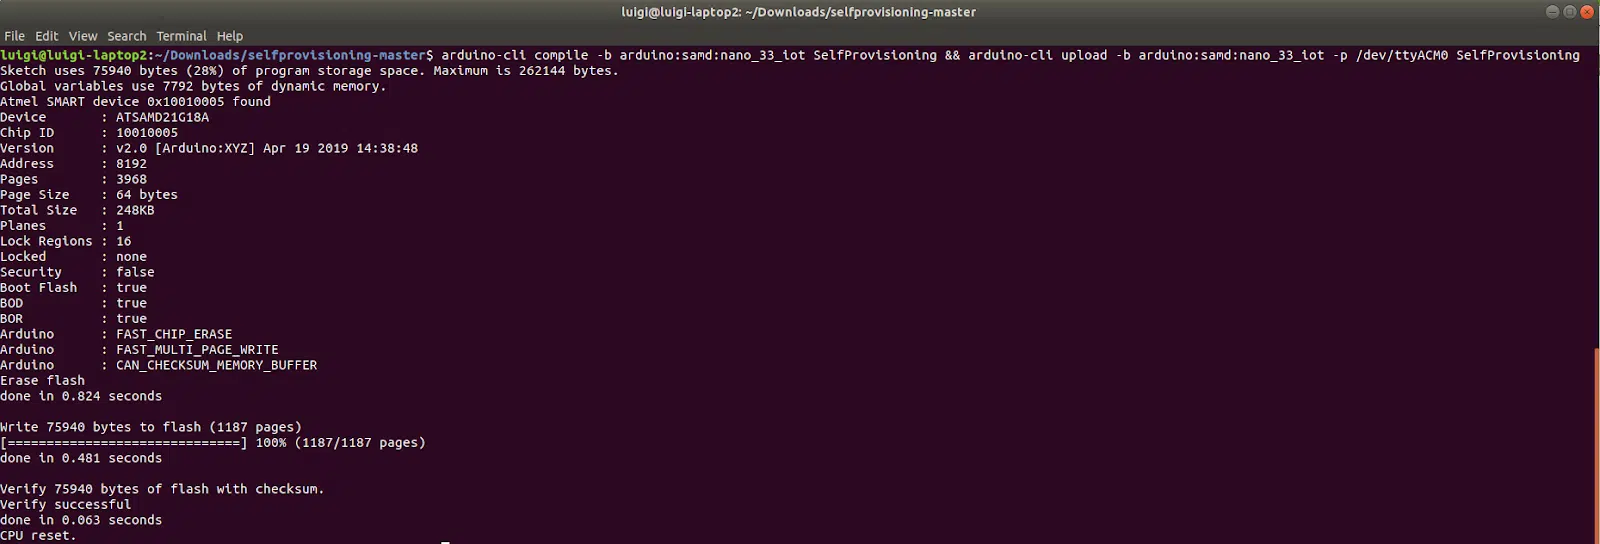 luigi@luigi-laptop2: ~/Downloads/selfprovisioning-master
File Edit View Search Terminal Help
luigi@luigi-laptop2:~/Downloads/selfprovisioning-master$ arduino-cli compile -b arduino:samd:nano_33_iot SelfProvisioning && arduino-cli upload -b arduino:samd:nano_33_iot -p /dev/ttyACM0 SelfProvisioning
Sketch uses 75940 bytes (28%) of program storage space. Maximum is 262144 bytes.
Global variables use 7792 bytes of dynamic memory.
Atmel SMART device 0x10010005 found
Device       : ATSAMD21G18A
Chip ID      : 10010005
Version      : v2.0 [Arduino:XYZ] Apr 19 2019 14:38:48
Address      : 8192
Pages        : 3968
Page Size    : 64 bytes
Total Size   : 248KB
Planes       : 1
Lock Regions : 16
Locked       : none
Security     : false
Boot Flash   : true
BOD          : true
BOR          : true
Arduino      : FAST_CHIP_ERASE
Arduino      : FAST_MULTI_PAGE_WRITE
Arduino      : CAN_CHECKSUM_MEMORY_BUFFER
Erase flash
done in 0.824 seconds

Write 75940 bytes to flash (1187 pages)
[==============================] 100% (1187/1187 pages)
done in 0.481 seconds

Verify 75940 bytes of flash with checksum.
Verify successful
done in 0.063 seconds
CPU reset.